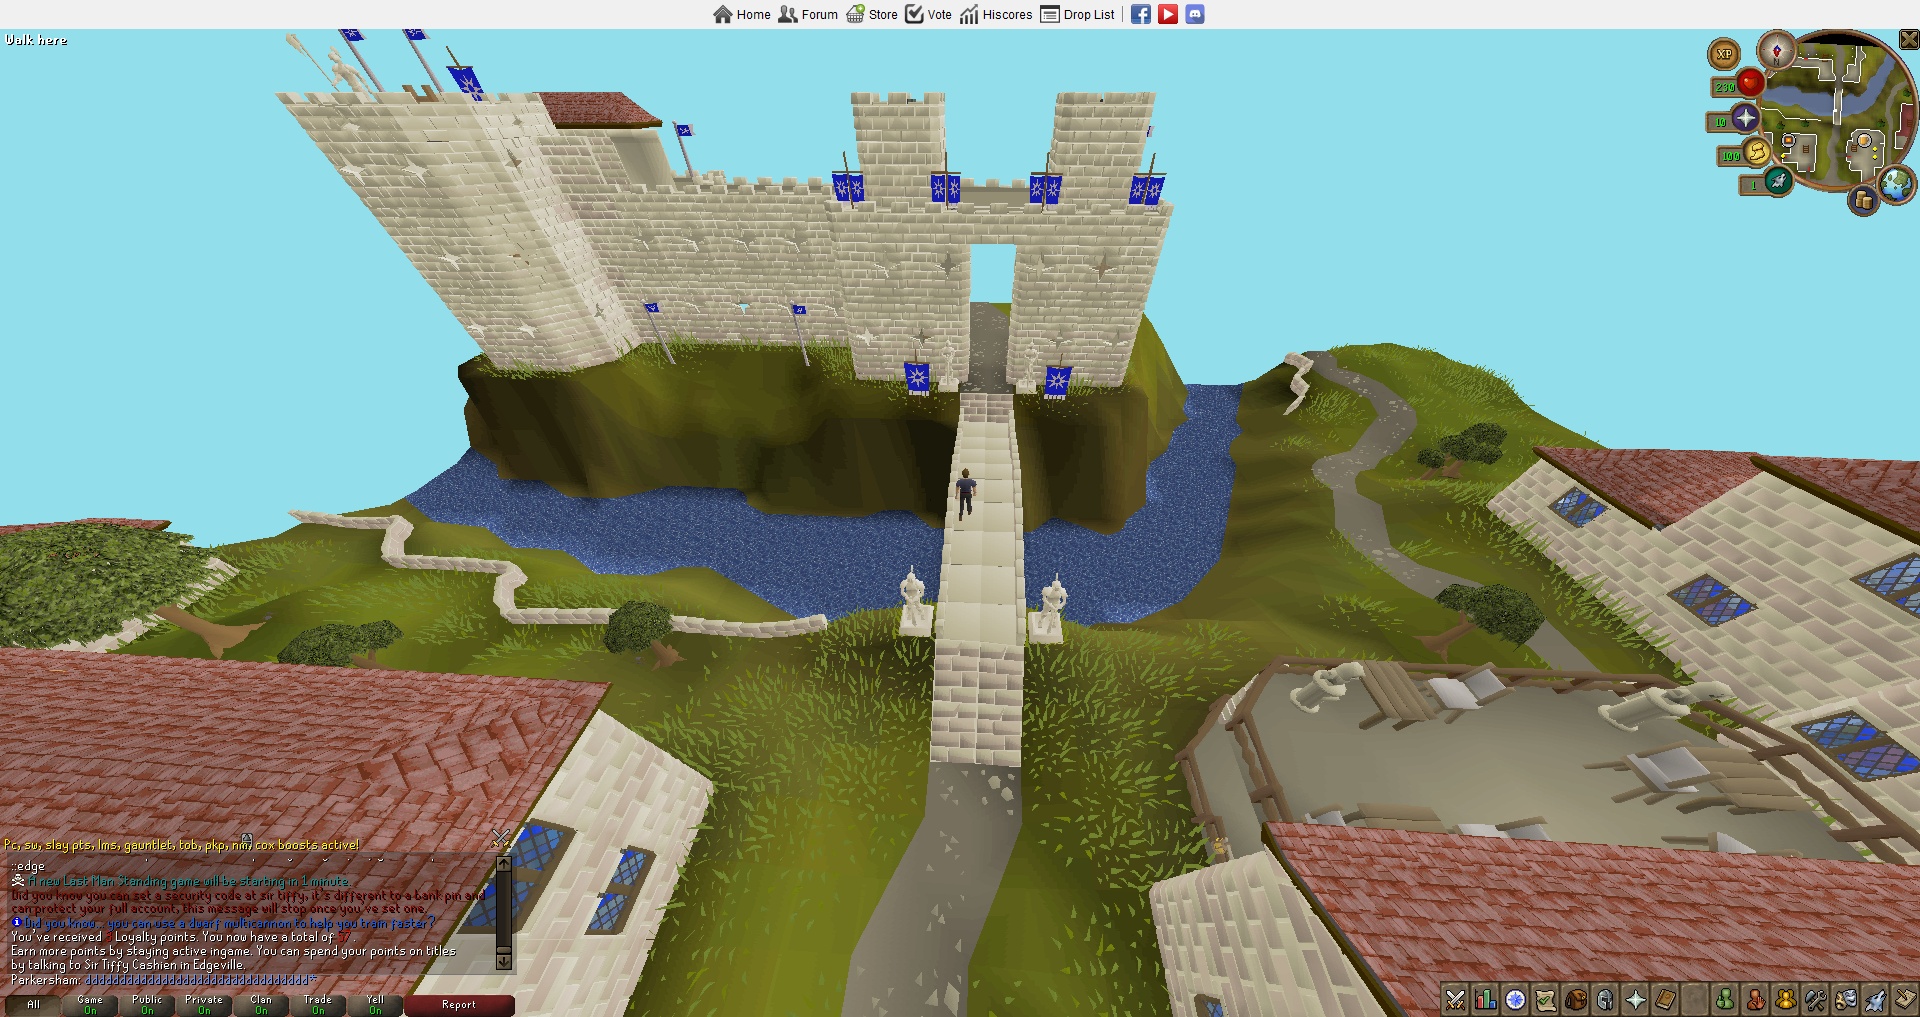 Home Forum Store Vote Hiscores Drop List
Walk here
XP
N
230
10
100
1
Pc, sw, slay pts, lms, gauntlet, tob, pkp, nm, cox boosts active!
::edge
A new Last Man Standing game will be starting in 1 minute.
Did you know you can set a security code at sir tiffy, it's different to a bank pin and
can protect your full account, this message will stop once you've set one
Did you know... you can use a dwarf multicannon to help you train faster?
You've received Loyalty points. You now have a total of
Earn more points by staying active ingame. You can spend your points on titles
by talking to Sir Tiffy Cashien in Edgeville.
Parkersham:
All Game Public Private Clan Trade Yell Report
On On On On On On